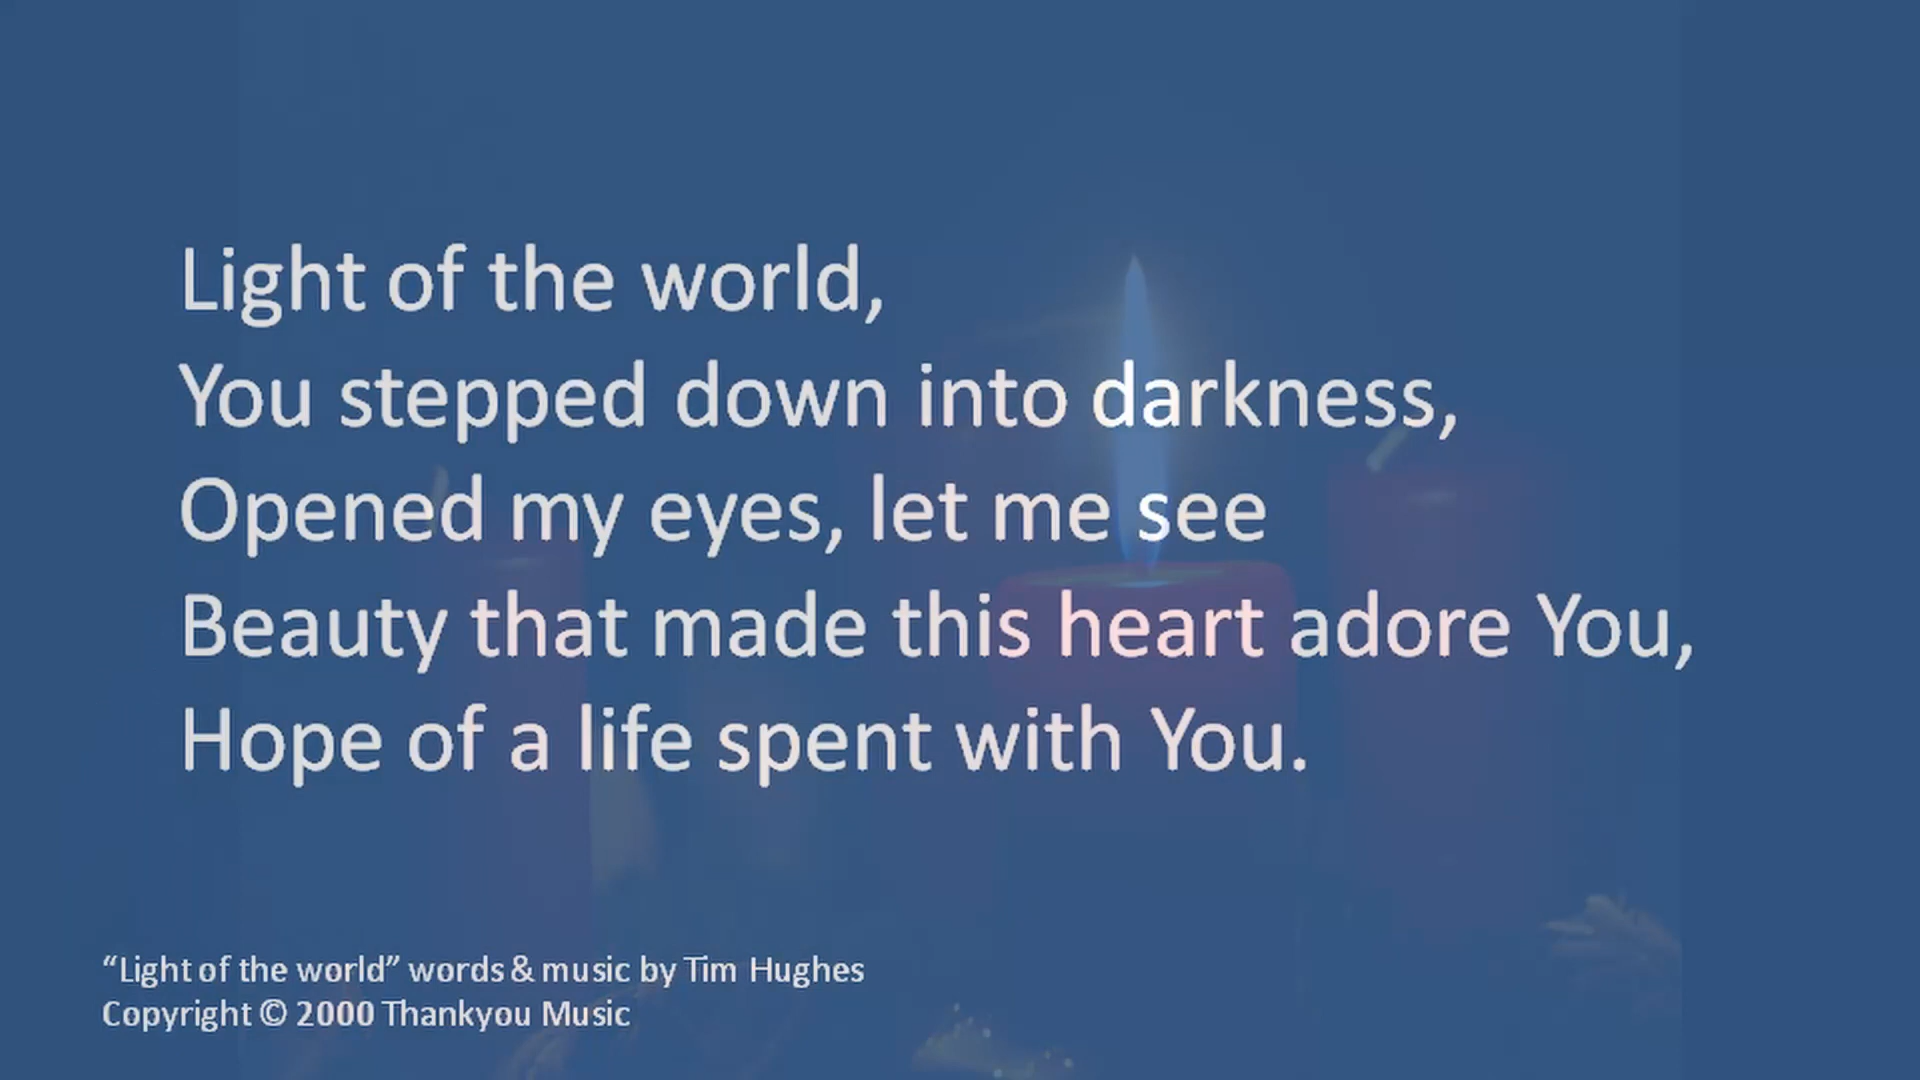 Light of the world,
You stepped down into darkness,
Opened my eyes, let me see
Beauty that made this heart adore You,
Hope of a life spent with You.
“Light of the world” words & music by Tim Hughes
Copyright © 2000 Thankyou Music